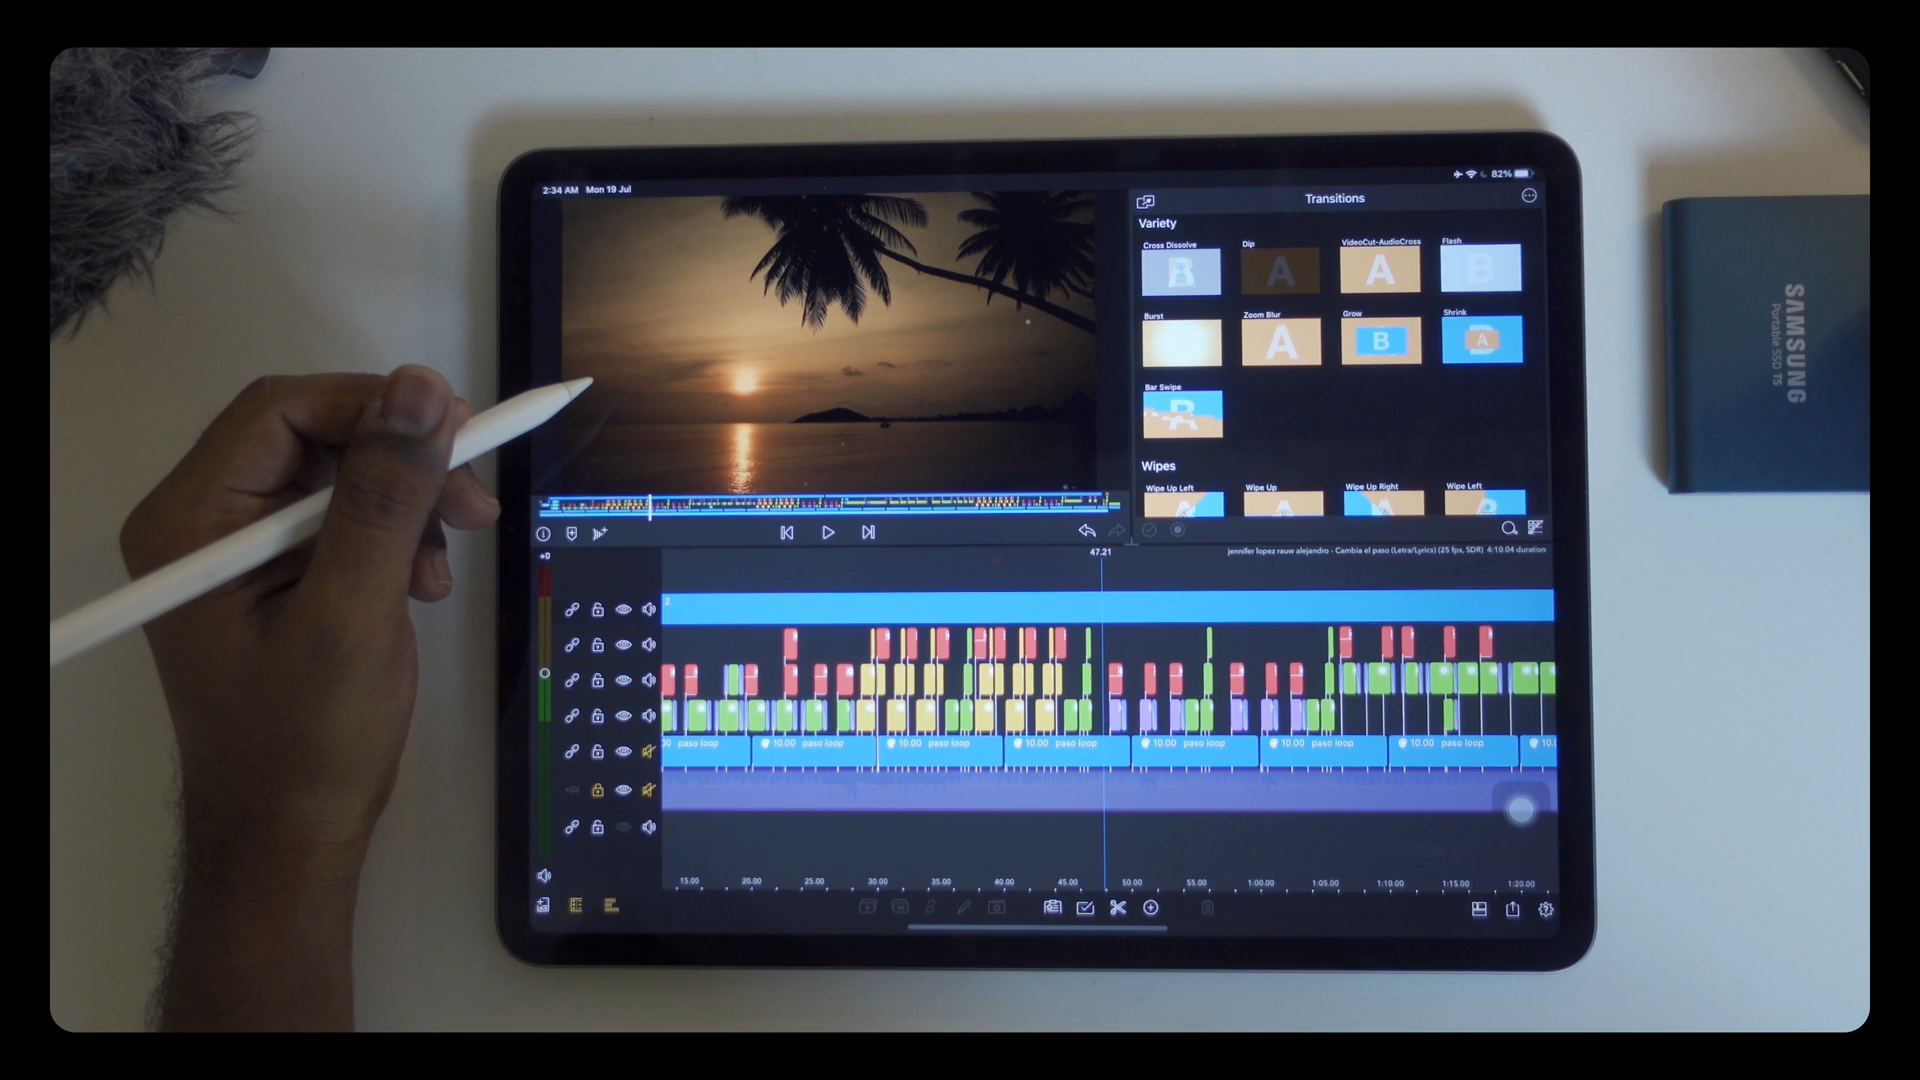 2:34 AM Mon 19 Jul
82%
Transitions
Variety
Cross Dissolve
Dip
VideoCut-AudioCross
Flash
B
A
A
B
Burst
Zoom Blur
Grow
Shrink
A
B
A
Bar Swipe
Wipes
Wipe Up Left
Wipe Up
Wipe Up Right
Wipe Left
47.21
jennifer lopez rauw alejandro - Cambia el paso (Letra/Lyrics) (25 fps, SDR) 4:10.04 duration
2
paso loop
10.00 paso loop
10.00 paso loop
10.00 paso loop
10.00 paso loop
10.00 paso loop
10.00 paso loop
15.00 20.00 25.00 30.00 35.00 40.00 45.00 50.00 55.00 1:00.00 1:05.00 1:10.00 1:15.00 1:20.00
SAMSUNG
Portable SSD T5